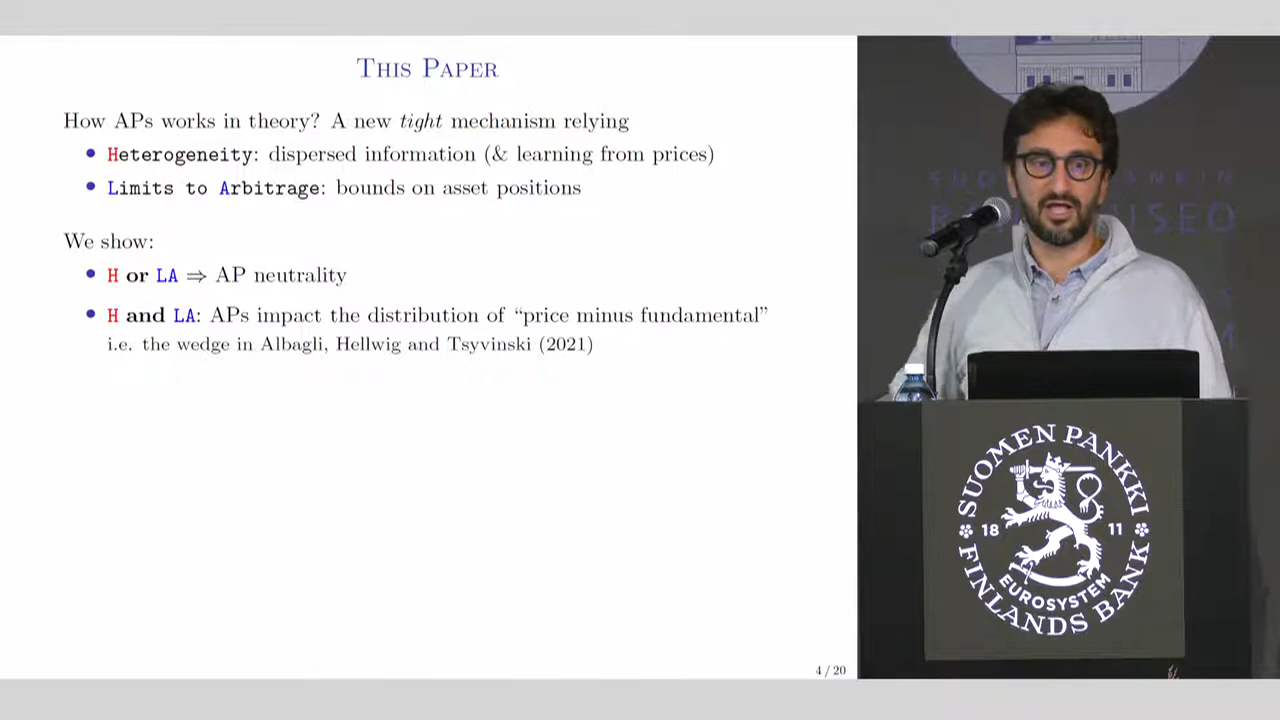 THIS PAPER
How APs works in theory? A new tight mechanism relying
• Heterogeneity: dispersed information (& learning from prices)
• Limits to Arbitrage: bounds on asset positions
We show:
• H or LA ⇒ AP neutrality
• H and LA: APs impact the distribution of “price minus fundamental”
i.e. the wedge in Albagli, Hellwig and Tsyvinski (2021)
4 / 20
SUOMEN PANKKI
18 11
EUROSYSTEM
FINLANDS BANK